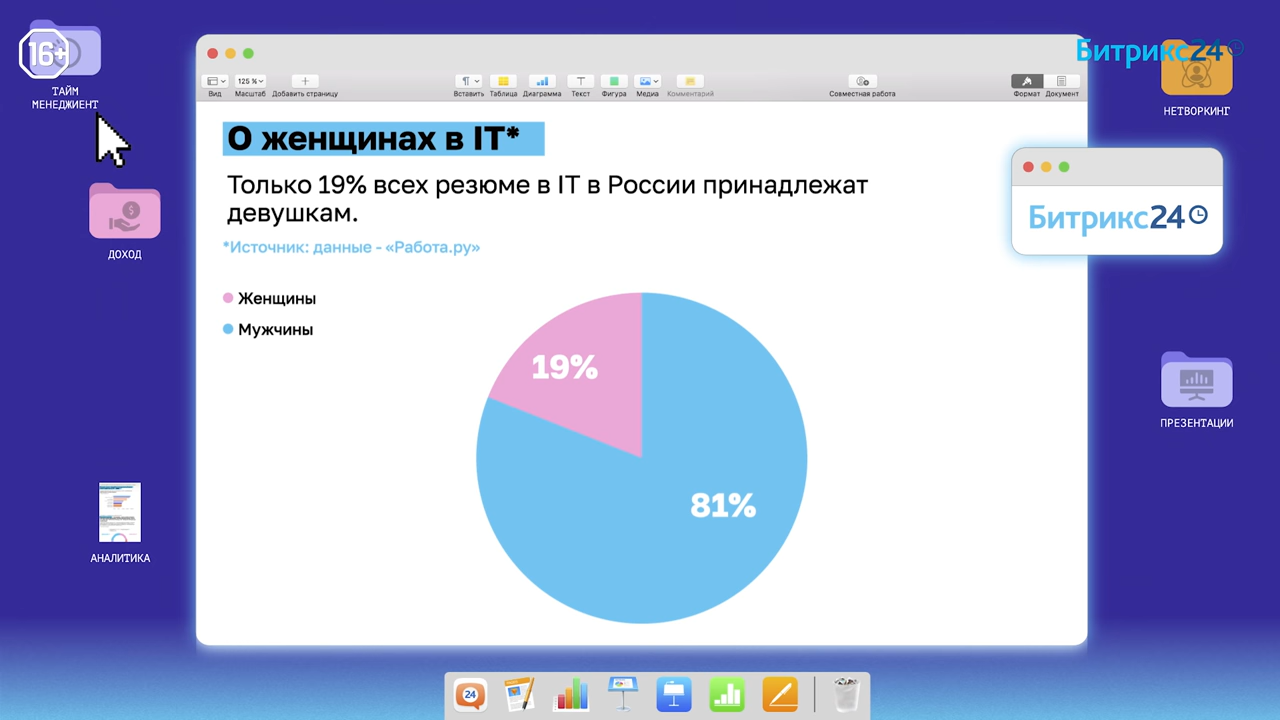 16+
ТАЙМ
МЕНЕДЖМЕНТ
ДОХОД
АНАЛИТИКА
125 %
Вид
Масштаб
Добавить страницу
Вставить
Таблица
Диаграмма
Текст
Фигура
Медиа
Комментарий
Совместная работа
Формат
Документ
О женщинах в IT*
Только 19% всех резюме в IT в России принадлежат
девушкам.
*Источник: данные - «Работа.ру»
Женщины
Мужчины
19%
81%
Битрикс24
НЕТВОРКИНГ
Битрикс24
ПРЕЗЕНТАЦИИ
24